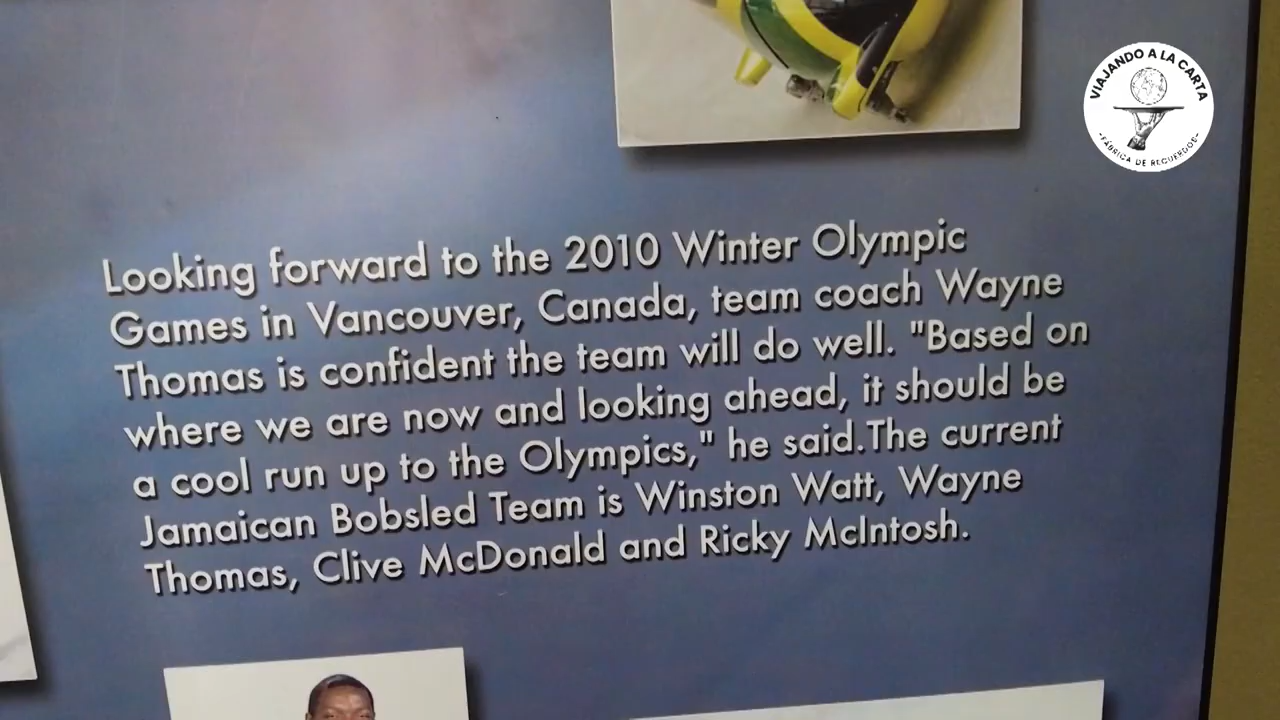 VIAJANDO A LA CARTA
-FÁBRICA DE RECUERDOS-
Looking forward to the 2010 Winter Olympic
Games in Vancouver, Canada, team coach Wayne
Thomas is confident the team will do well. "Based on
where we are now and looking ahead, it should be
a cool run up to the Olympics," he said.The current
Jamaican Bobsled Team is Winston Watt, Wayne
Thomas, Clive McDonald and Ricky McIntosh.